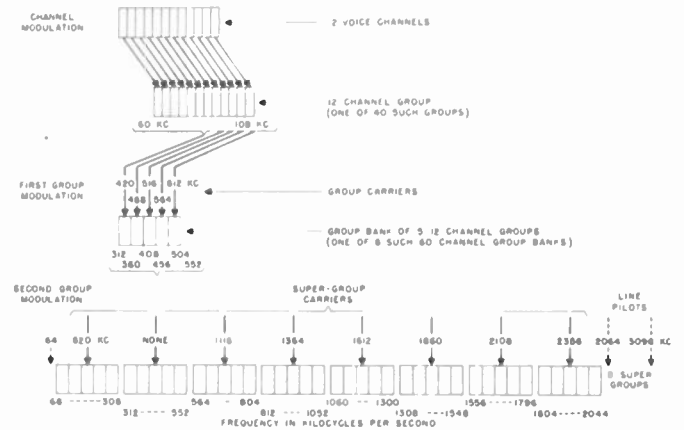 CHANNEL
MODULATION
2 VOICE CHANNELS
12 CHANNEL GROUP
(ONE OF 40 SUCH GROUPS)
60 KC 108 KC
FIRST GROUP
MODULATION
420 516 612 KC
468 564
GROUP CARRIERS
GROUP BANK OF 5 12 CHANNEL GROUPS
(ONE OF 8 SUCH 60 CHANNEL GROUP BANKS)
312 408 504
360 456 552
SECOND GROUP
MODULATION
SUPER-GROUP
CARRIERS
LINE
PILOTS
64 620 KC NONE 1116 1364 1612 1860 2108 2356 2064 3096 KC
8 SUPER
GROUPS
68 308 564 804 1060 1300 1556 1796
312 552 812 1052 1308 1548 1804 2044
FREQUENCY IN KILOCYCLES PER SECOND